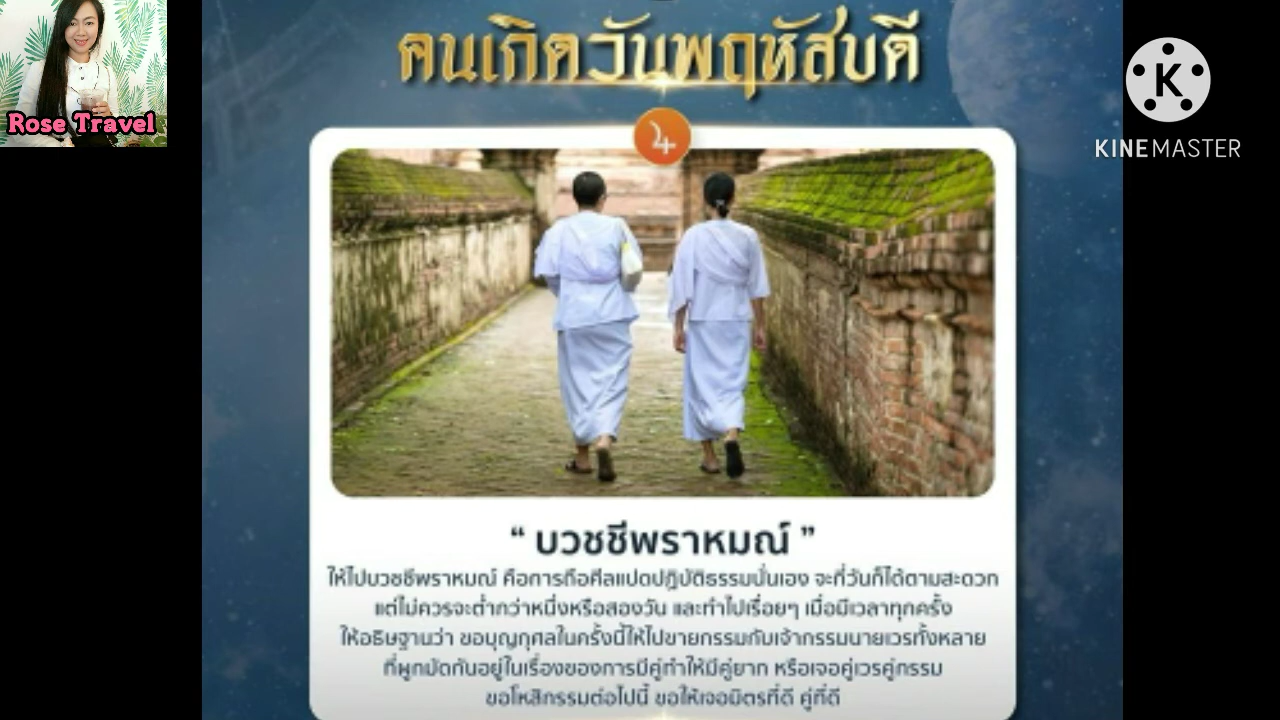 คนเกิดวันพฤหัสบดี
Rose Travel
K
KINEMASTER
“ บวชชีพราหมณ์ ”
ให้ไปบวชชีพราหมณ์ คือการถือศีลแปดปฏิบัติธรรมนั่นเอง จะกี่วันก็ได้ตามสะดวก
แต่ไม่ควรจะต่ำกว่าหนึ่งหรือสองวัน และทำไปเรื่อยๆ เมื่อมีเวลาทุกครั้ง
ให้อธิษฐานว่า ขอบุญกุศลในครั้งนี้ให้ไปขายกรรมกับเจ้ากรรมนายเวรทั้งหลาย
ที่ผูกมัดกันอยู่ในเรื่องของการมีคู่ทำให้มีคู่ยาก หรือเจอคู่เวรคู่กรรม
ขอโหสิกรรมต่อไปนี้ ขอให้เจอมิตรที่ดี คู่ที่ดี